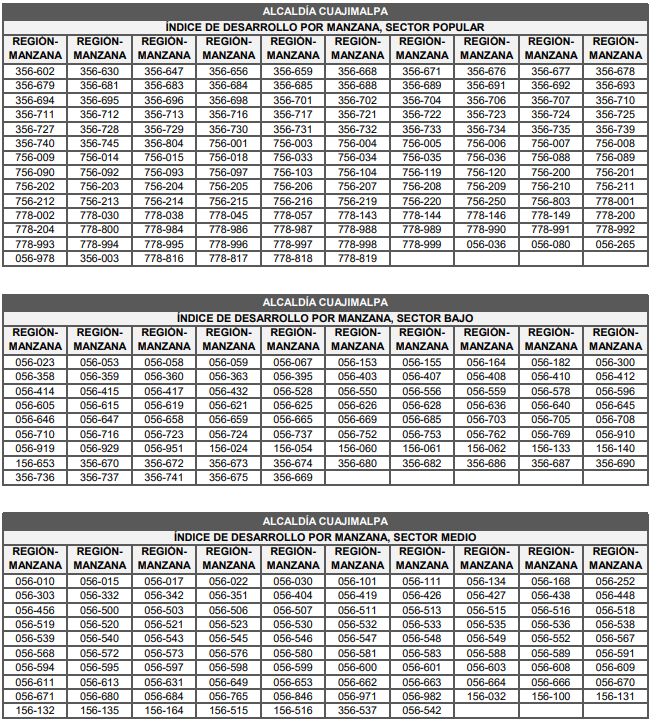 ALCALDÍA CUAJIMALPA
ÍNDICE DE DESARROLLO POR MANZANA, SECTOR POPULAR
REGIÓN- REGIÓN- REGIÓN- REGIÓN- REGIÓN- REGIÓN- REGIÓN- REGIÓN- REGIÓN- REGIÓN-
MANZANA MANZANA MANZANA MANZANA MANZANA MANZANA MANZANA MANZANA MANZANA MANZANA
356-602 356-630 356-647 356-656 356-659 356-668 356-671 356-676 356-677 356-678
356-679 356-681 356-683 356-684 356-685 356-688 356-689 356-691 356-692 356-693
356-694 356-695 356-696 356-698 356-701 356-702 356-704 356-706 356-707 356-710
356-711 356-712 356-713 356-716 356-717 356-721 356-722 356-723 356-724 356-725
356-727 356-728 356-729 356-730 356-731 356-732 356-733 356-734 356-735 356-739
356-740 356-745 356-804 756-001 756-003 756-004 756-005 756-006 756-007 756-008
756-009 756-014 756-015 756-018 756-033 756-034 756-035 756-036 756-088 756-089
756-090 756-092 756-093 756-097 756-103 756-104 756-119 756-120 756-200 756-201
756-202 756-203 756-204 756-205 756-206 756-207 756-208 756-209 756-210 756-211
756-212 756-213 756-214 756-215 756-216 756-219 756-220 756-250 756-803 778-001
778-002 778-030 778-038 778-045 778-057 778-143 778-144 778-146 778-149 778-200
778-204 778-800 778-984 778-986 778-987 778-988 778-989 778-990 778-991 778-992
778-993 778-994 778-995 778-996 778-997 778-998 778-999 056-036 056-080 056-265
056-978 356-003 778-816 778-817 778-818 778-819
ALCALDÍA CUAJIMALPA
ÍNDICE DE DESARROLLO POR MANZANA, SECTOR BAJO
REGIÓN- REGIÓN- REGIÓN- REGIÓN- REGIÓN- REGIÓN- REGIÓN- REGIÓN- REGIÓN- REGIÓN-
MANZANA MANZANA MANZANA MANZANA MANZANA MANZANA MANZANA MANZANA MANZANA MANZANA
056-023 056-053 056-058 056-059 056-067 056-153 056-155 056-164 056-182 056-300
056-358 056-359 056-360 056-363 056-395 056-403 056-407 056-408 056-410 056-412
056-414 056-415 056-417 056-432 056-528 056-550 056-556 056-559 056-578 056-596
056-605 056-615 056-619 056-621 056-625 056-626 056-628 056-636 056-640 056-645
056-646 056-647 056-658 056-659 056-665 056-669 056-685 056-703 056-705 056-708
056-710 056-716 056-723 056-724 056-737 056-752 056-753 056-762 056-769 056-910
056-919 056-929 056-951 156-024 156-054 156-060 156-061 156-062 156-133 156-140
156-653 356-670 356-672 356-673 356-674 356-680 356-682 356-686 356-687 356-690
356-736 356-737 356-741 356-675 356-669
ALCALDÍA CUAJIMALPA
ÍNDICE DE DESARROLLO POR MANZANA, SECTOR MEDIO
REGIÓN- REGIÓN- REGIÓN- REGIÓN- REGIÓN- REGIÓN- REGIÓN- REGIÓN- REGIÓN- REGIÓN-
MANZANA MANZANA MANZANA MANZANA MANZANA MANZANA MANZANA MANZANA MANZANA MANZANA
056-010 056-015 056-017 056-022 056-030 056-101 056-111 056-134 056-168 056-252
056-303 056-332 056-342 056-351 056-404 056-419 056-426 056-427 056-438 056-448
056-456 056-500 056-503 056-506 056-507 056-511 056-513 056-515 056-516 056-518
056-519 056-520 056-521 056-523 056-530 056-532 056-533 056-535 056-536 056-538
056-539 056-540 056-543 056-545 056-546 056-547 056-548 056-549 056-552 056-567
056-568 056-572 056-573 056-576 056-580 056-581 056-583 056-588 056-589 056-591
056-594 056-595 056-597 056-598 056-599 056-600 056-601 056-603 056-608 056-609
056-611 056-613 056-631 056-649 056-653 056-662 056-663 056-664 056-666 056-670
056-671 056-680 056-684 056-765 056-846 056-971 056-982 156-032 156-100 156-131
156-132 156-135 156-164 156-515 156-516 356-537 056-542